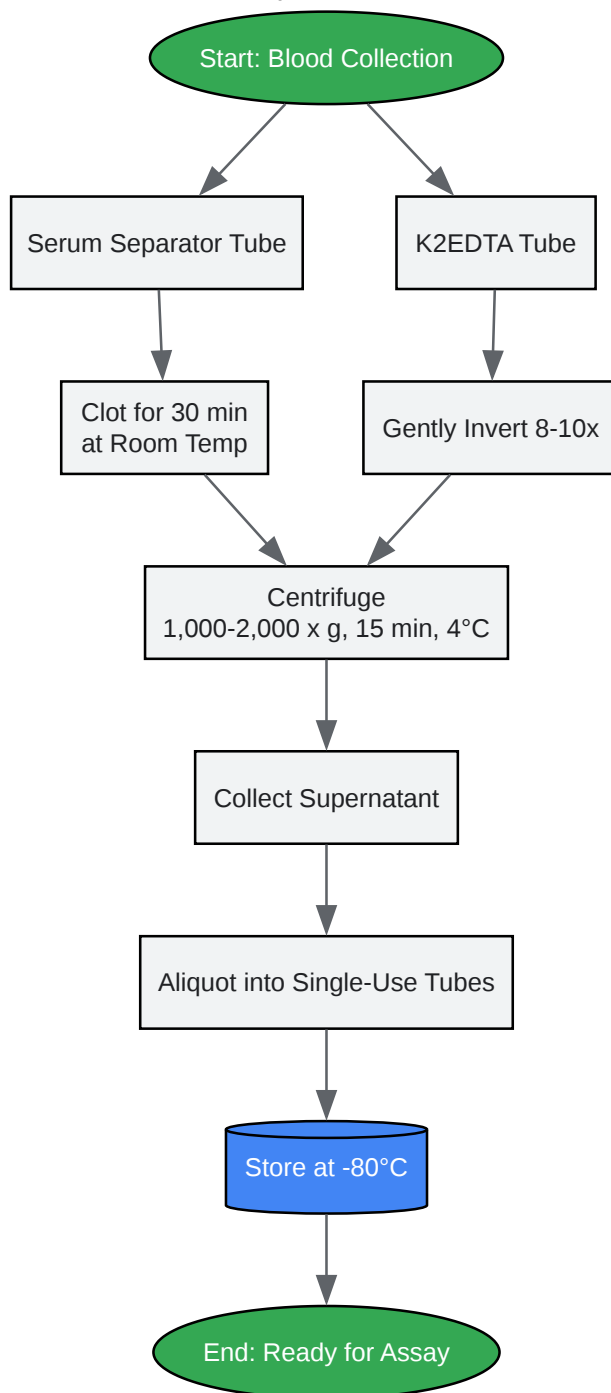 Start: Blood Collection
Serum Separator Tube
K2EDTA Tube
Clot for 30 min
at Room Temp
Gently Invert 8-10x
Centrifuge
1,000-2,000 x g, 15 min, 4°C
Collect Supernatant
Aliquot into Single-Use Tubes
Store at -80°C
End: Ready for Assay